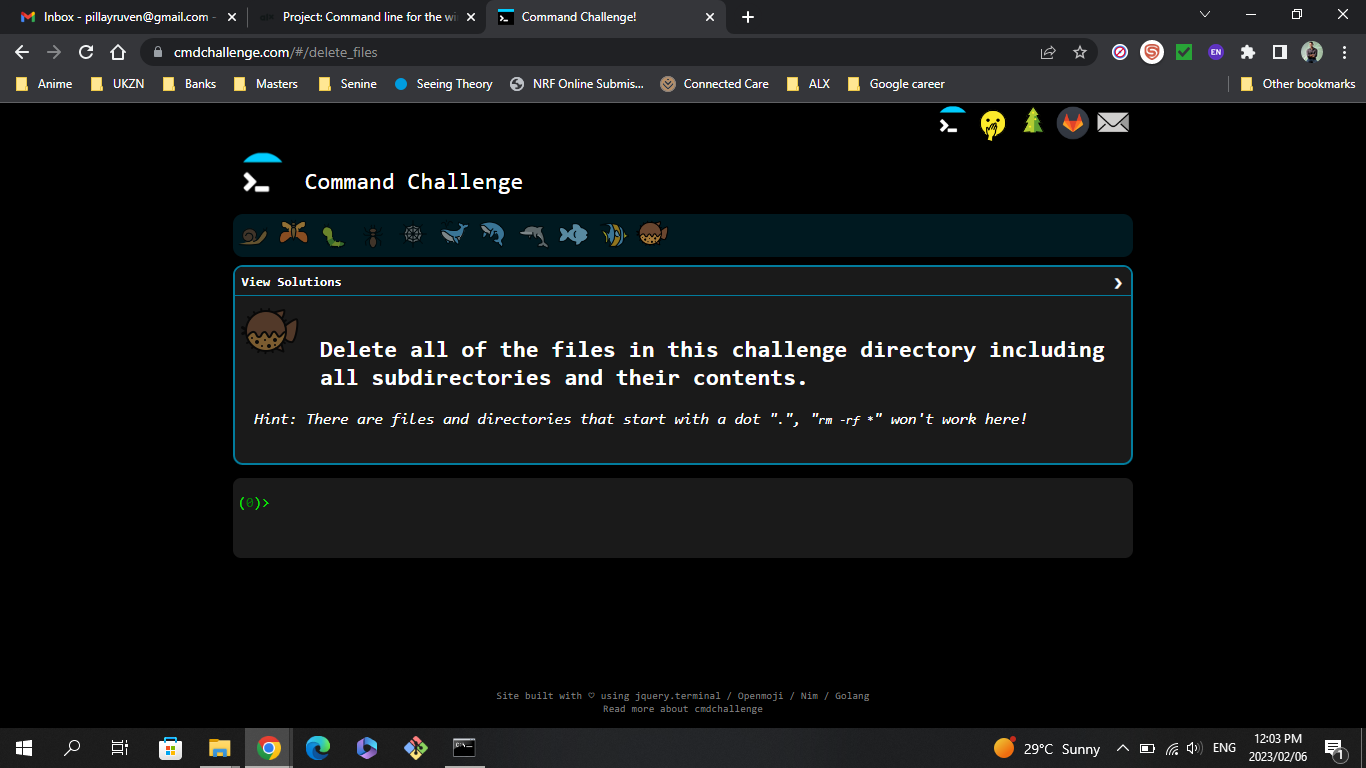 Inbox - pillayruven@gmail.com -
Project: Command line for the wi
Command Challenge!
cmdchallenge.com/#/delete_files
EN
Anime
UKZN
Banks
Masters
Senine
Seeing Theory
NRF Online Submis...
Connected Care
ALX
Google career
Other bookmarks
Command Challenge
View Solutions
Delete all of the files in this challenge directory including
all subdirectories and their contents.
Hint: There are files and directories that start with a dot ".", "rm -rf *" won't work here!
(0)>
Site built with ♡ using jquery.terminal / Openmoji / Nim / Golang
Read more about cmdchallenge
29°C Sunny
ENG
12:03 PM
2023/02/06
1